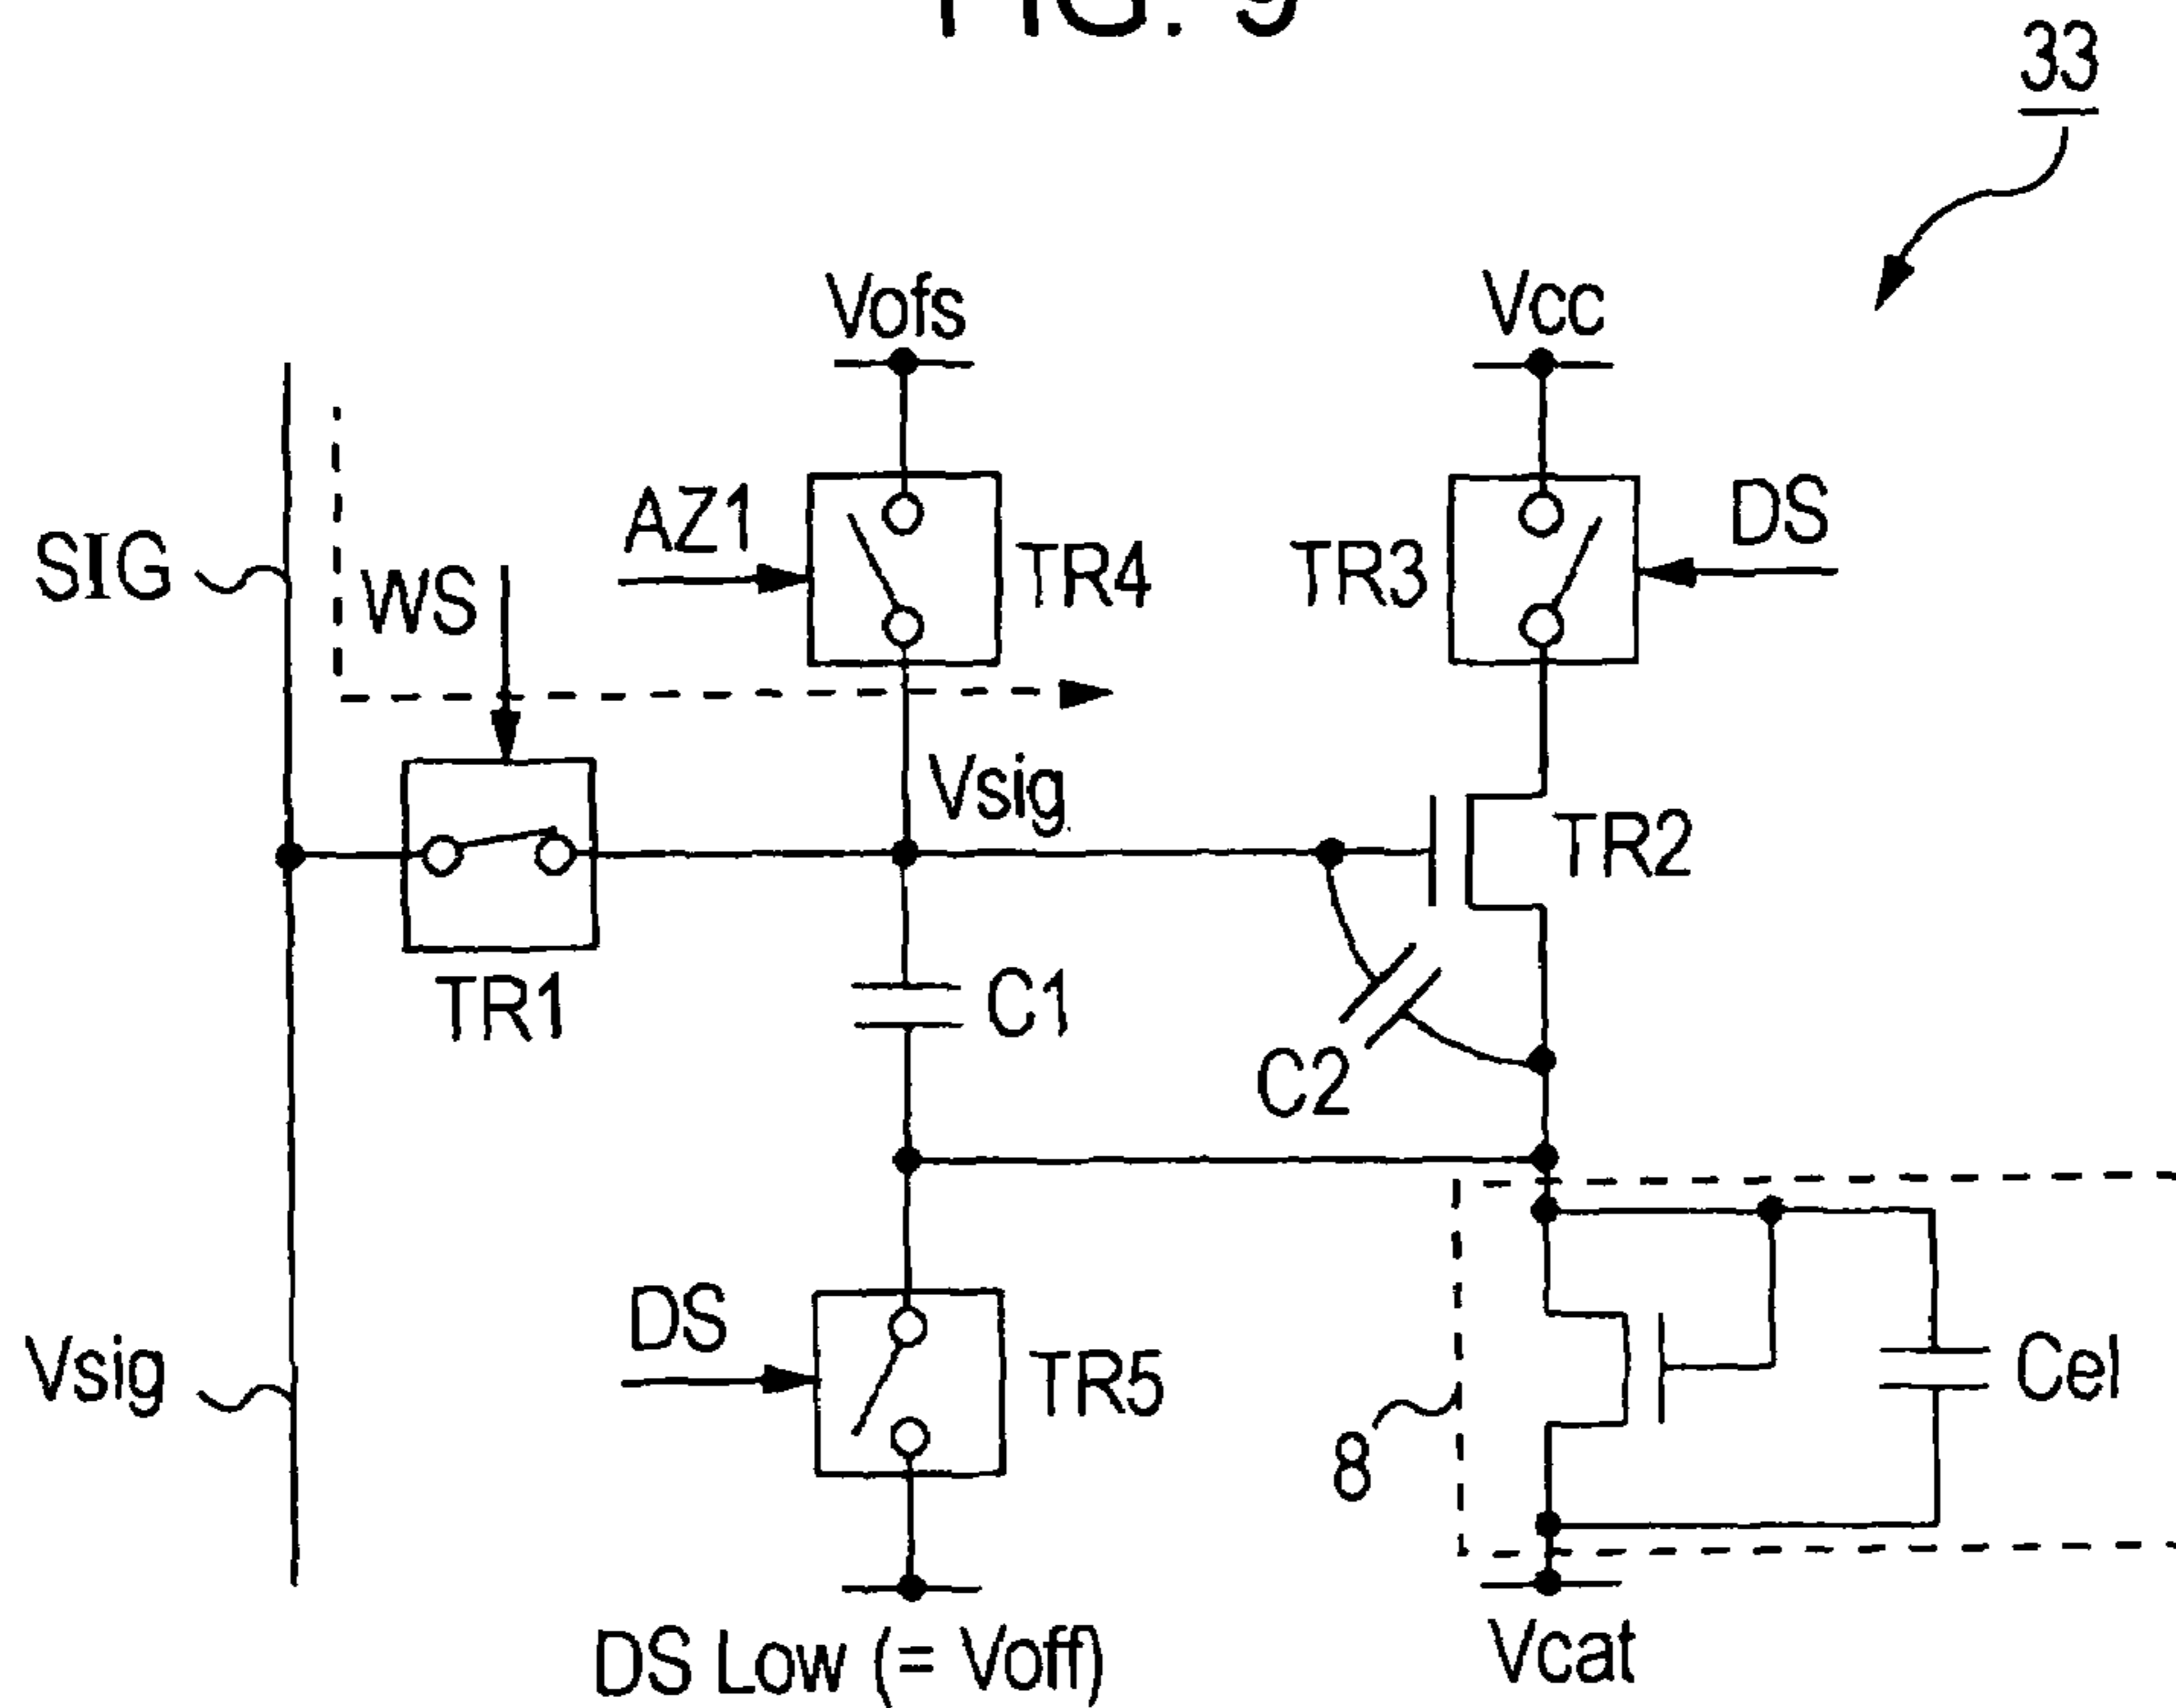 FIG. 9
33
Vofs
Vcc
AZ1
TR4
TR3
DS
SIG
WS
Vsig
TR2
TR1
C1
C2
DS
TR5
Vsig
Cel
8
DS Low (= Voff)
Vcat